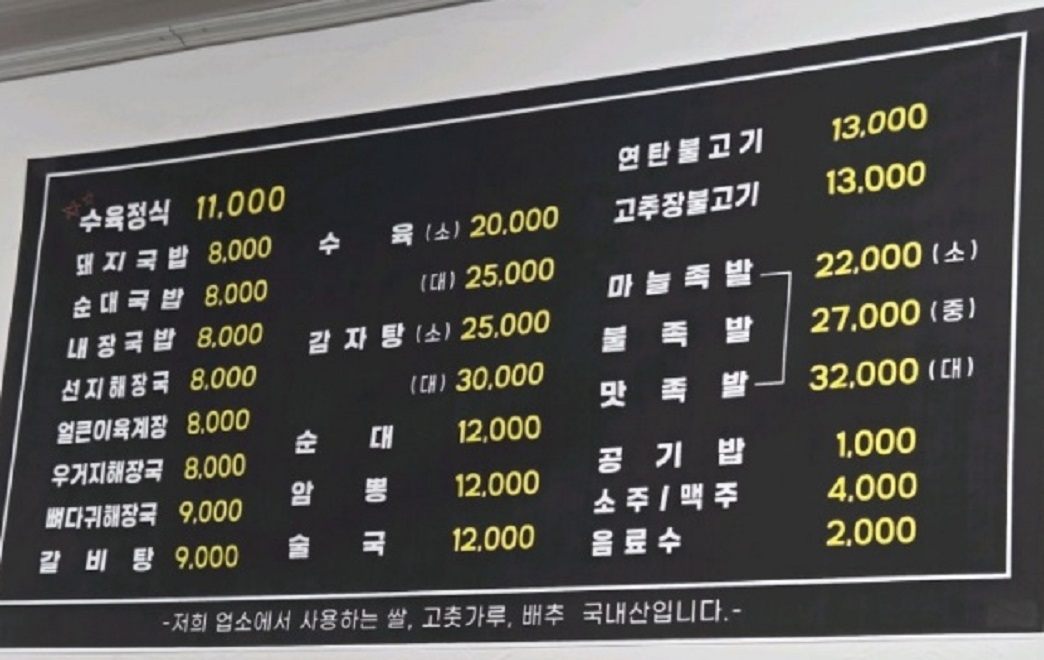 수육정식 11,000
돼지국밥 8,000
순대국밥 8,000
내장국밥 8,000
선지해장국 8,000
얼큰이육계장 8,000
우거지해장국 8,000
뼈다귀해장국 9,000
갈비탕 9,000
수육 (소) 20,000
(대) 25,000
감자탕 (소) 25,000
(대) 30,000
순대 12,000
암뽕 12,000
술국 12,000
연탄불고기 13,000
고추장불고기 13,000
마늘족발 22,000 (소)
불족발 27,000 (중)
맛족발 32,000 (대)
공기밥 1,000
소주/맥주 4,000
음료수 2,000
-저희 업소에서 사용하는 쌀, 고춧가루, 배추 국내산입니다.-